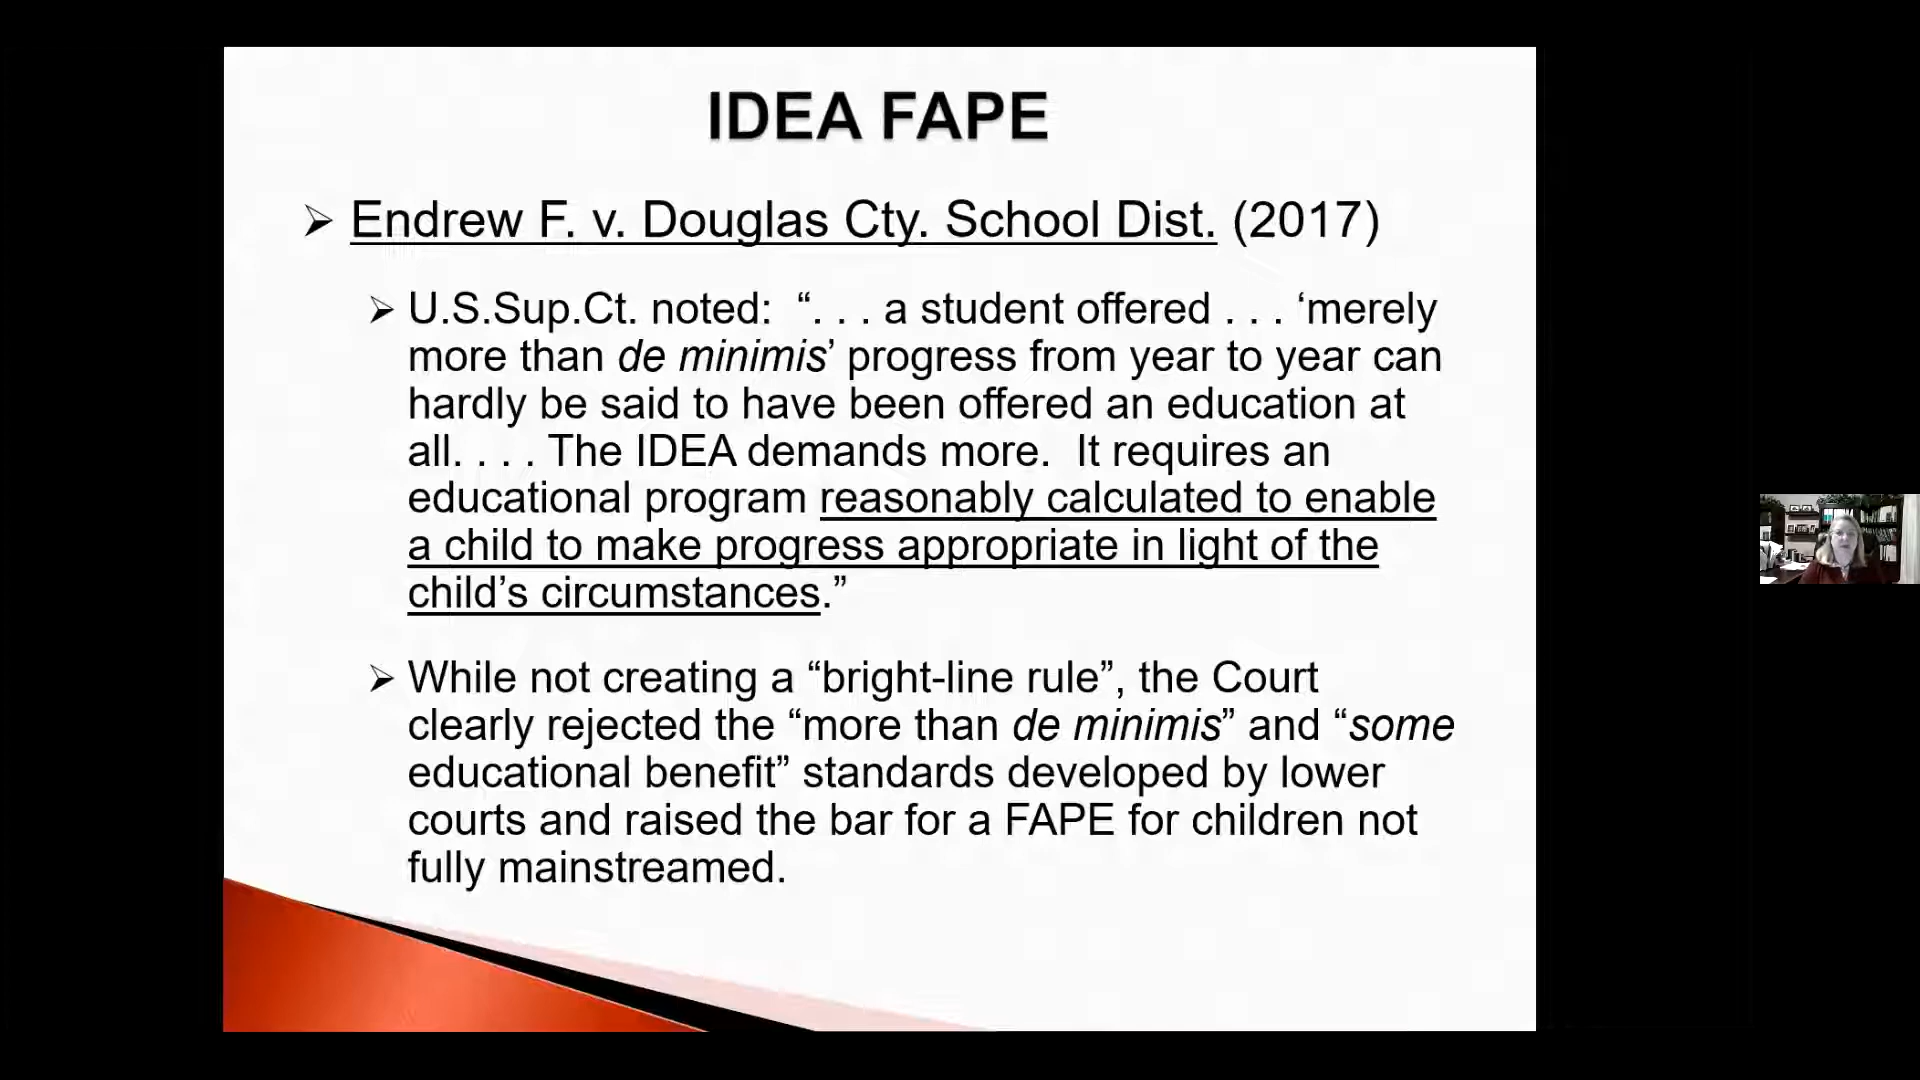 IDEA FAPE
➢ Endrew F. v. Douglas Cty. School Dist. (2017)
➢ U.S.Sup.Ct. noted:  “. . . a student offered . . . ‘merely
more than de minimis’ progress from year to year can
hardly be said to have been offered an education at
all. . . . The IDEA demands more.  It requires an
educational program reasonably calculated to enable
a child to make progress appropriate in light of the
child’s circumstances.”
➢ While not creating a “bright-line rule”, the Court
clearly rejected the “more than de minimis” and “some
educational benefit” standards developed by lower
courts and raised the bar for a FAPE for children not
fully mainstreamed.